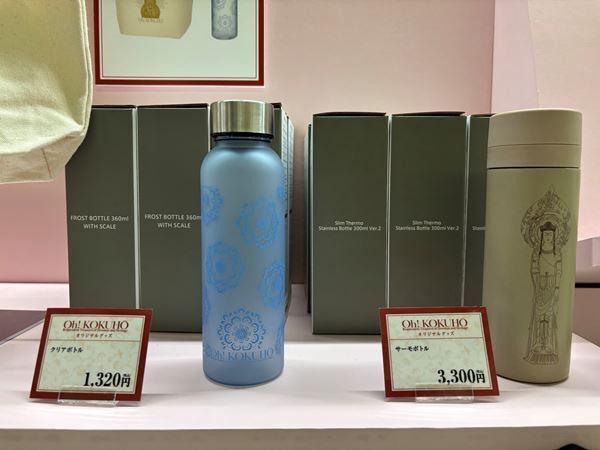 FROST BOTTLE 360ml
WITH SCALE
FROST BOTTLE 360ml
WITH SCALE
Slim Thermo
Stainless Bottle 300ml Ver.2
Slim Thermo
Stainless Bottle 300ml Ver.2
Oh! KOKUHO
Oh! KOKUHO
オリジナルグッズ
クリアボトル
1,320円
Oh! KOKUHO
オリジナルグッズ
サーモボトル
3,300円